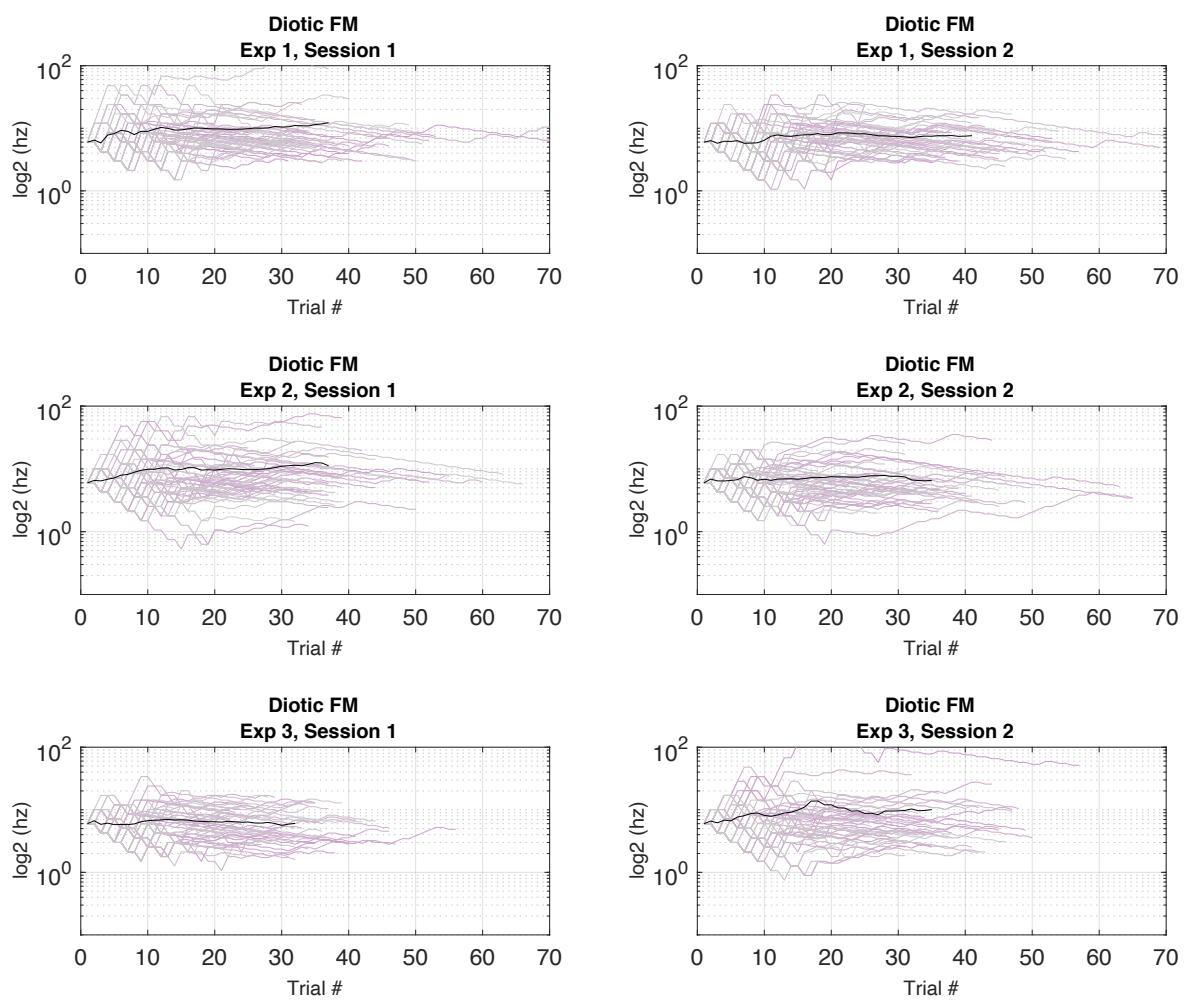 Diotic FM
Exp 1, Session 1
10^2
10^0
log2 (hz)
0 10 20 30 40 50 60 70
Trial #
Diotic FM
Exp 1, Session 2
10^2
10^0
log2 (hz)
0 10 20 30 40 50 60 70
Trial #
Diotic FM
Exp 2, Session 1
10^2
10^0
log2 (hz)
0 10 20 30 40 50 60 70
Trial #
Diotic FM
Exp 2, Session 2
10^2
10^0
log2 (hz)
0 10 20 30 40 50 60 70
Trial #
Diotic FM
Exp 3, Session 1
10^2
10^0
log2 (hz)
0 10 20 30 40 50 60 70
Trial #
Diotic FM
Exp 3, Session 2
10^2
10^0
log2 (hz)
0 10 20 30 40 50 60 70
Trial #